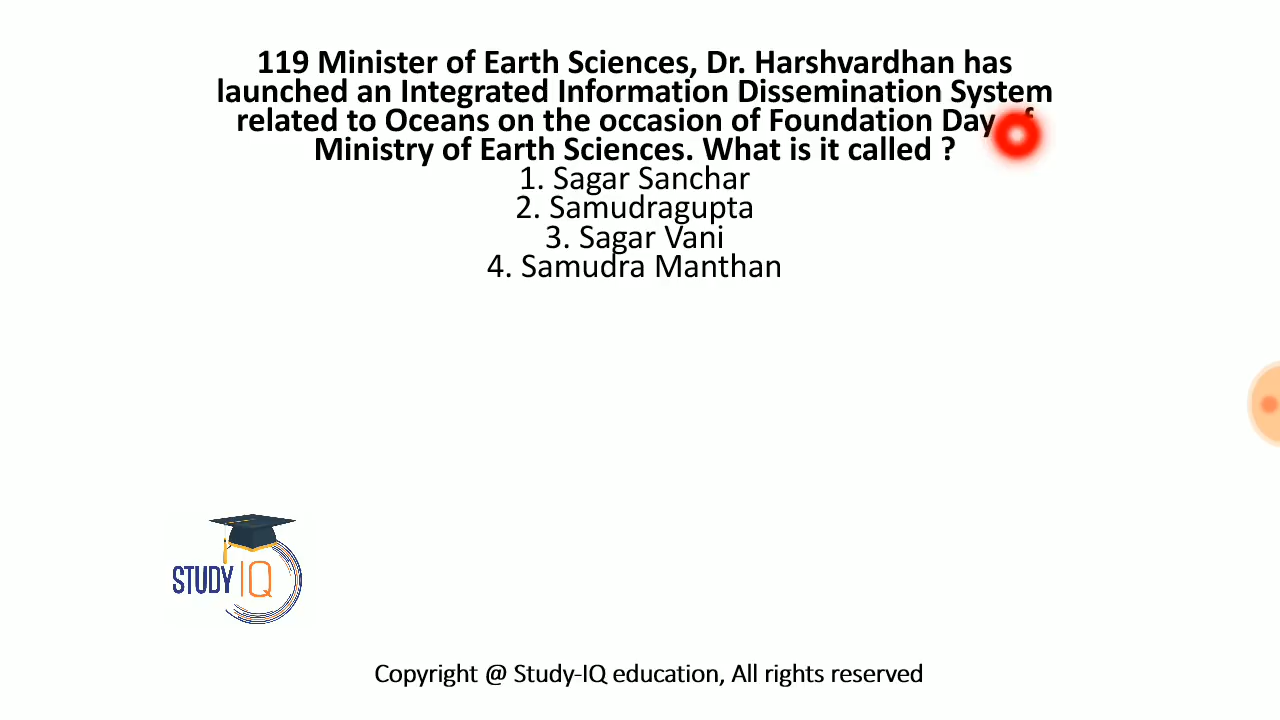 119 Minister of Earth Sciences, Dr. Harshvardhan has
launched an Integrated Information Dissemination System
related to Oceans on the occasion of Foundation Day of
Ministry of Earth Sciences. What is it called ?
1. Sagar Sanchar
2. Samudragupta
3. Sagar Vani
4. Samudra Manthan
STUDY IQ
Copyright @ Study-IQ education, All rights reserved